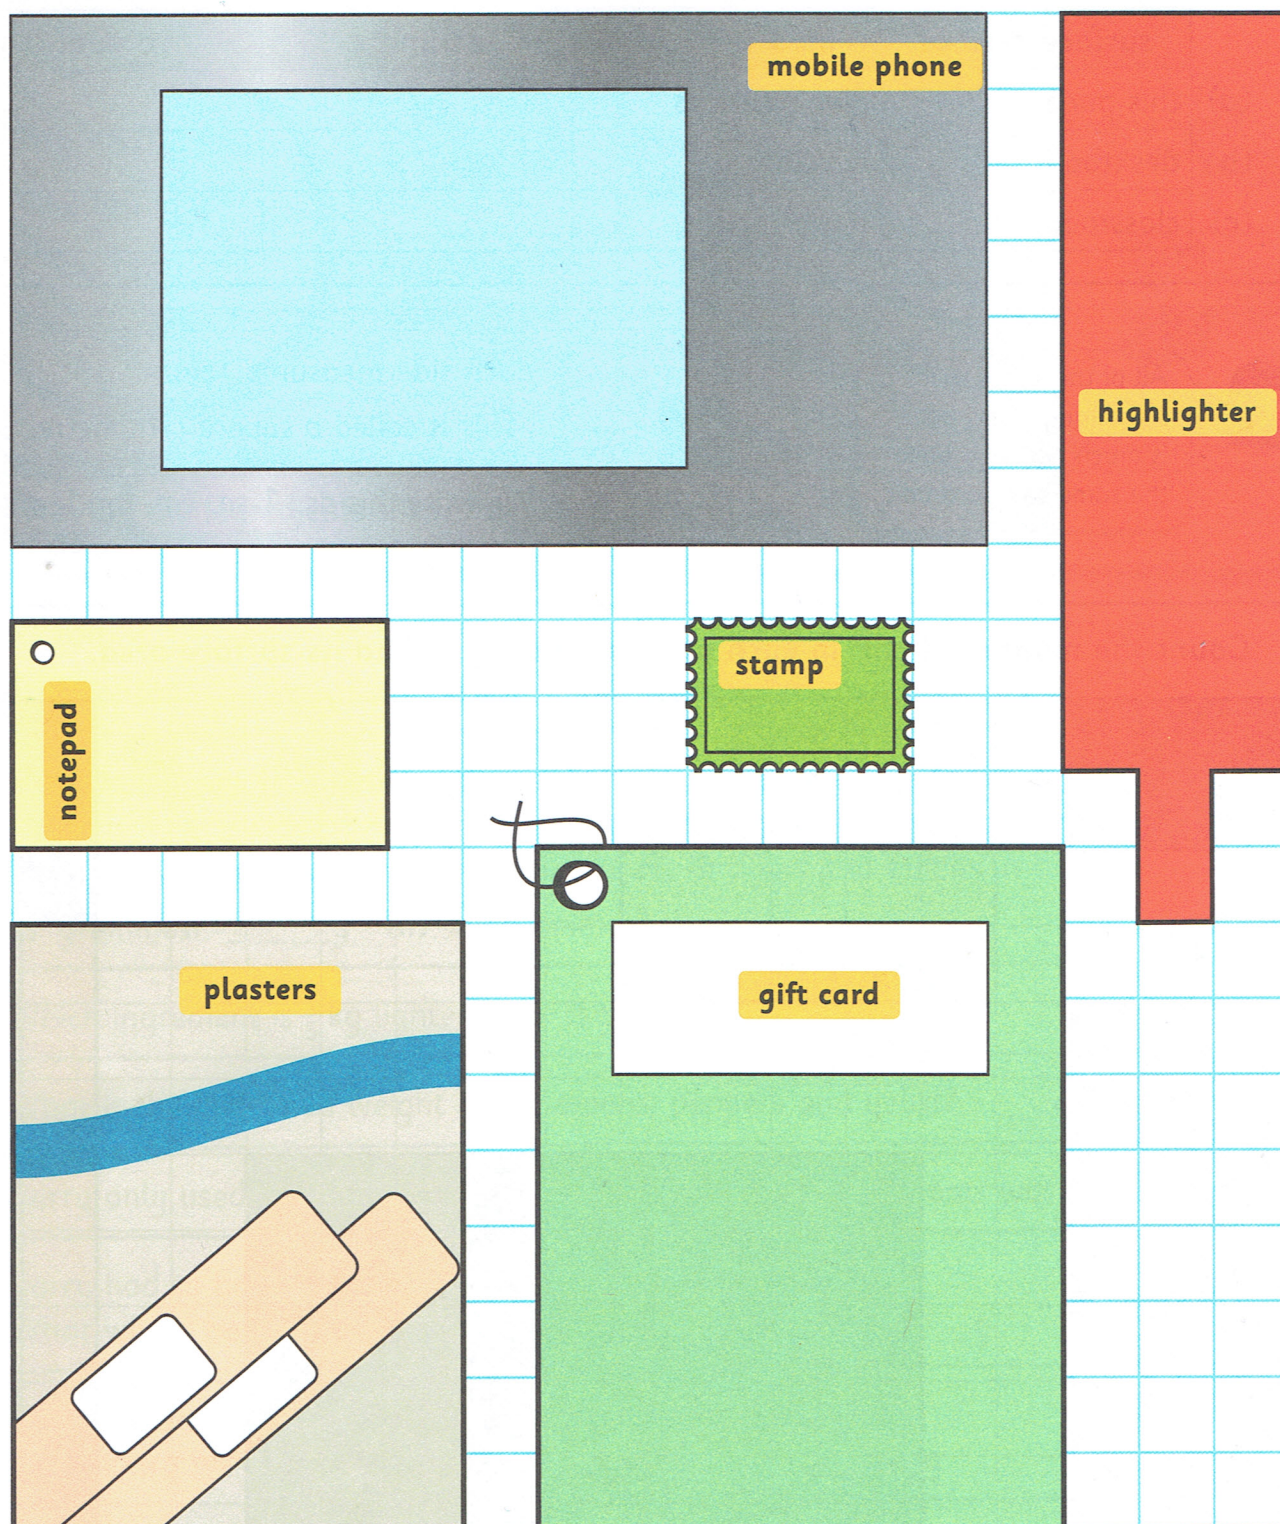 mobile phone
highlighter
notepad
stamp
plasters
gift card